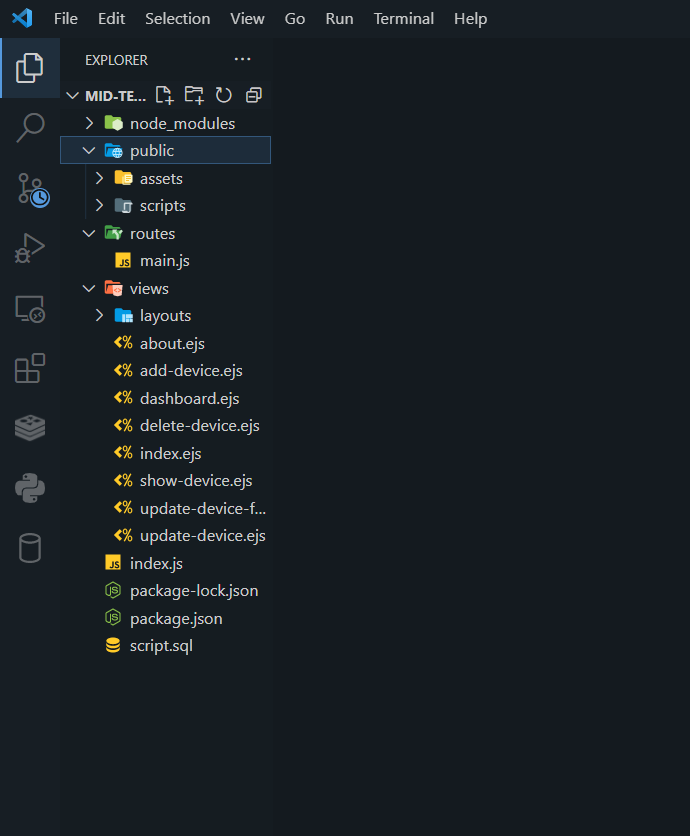 File Edit Selection View Go Run Terminal Help
EXPLORER
MID-TE...
node_modules
public
assets
scripts
routes
JS main.js
views
layouts
about.ejs
add-device.ejs
dashboard.ejs
delete-device.ejs
index.ejs
show-device.ejs
update-device-f...
update-device.ejs
JS index.js
package-lock.json
package.json
script.sql